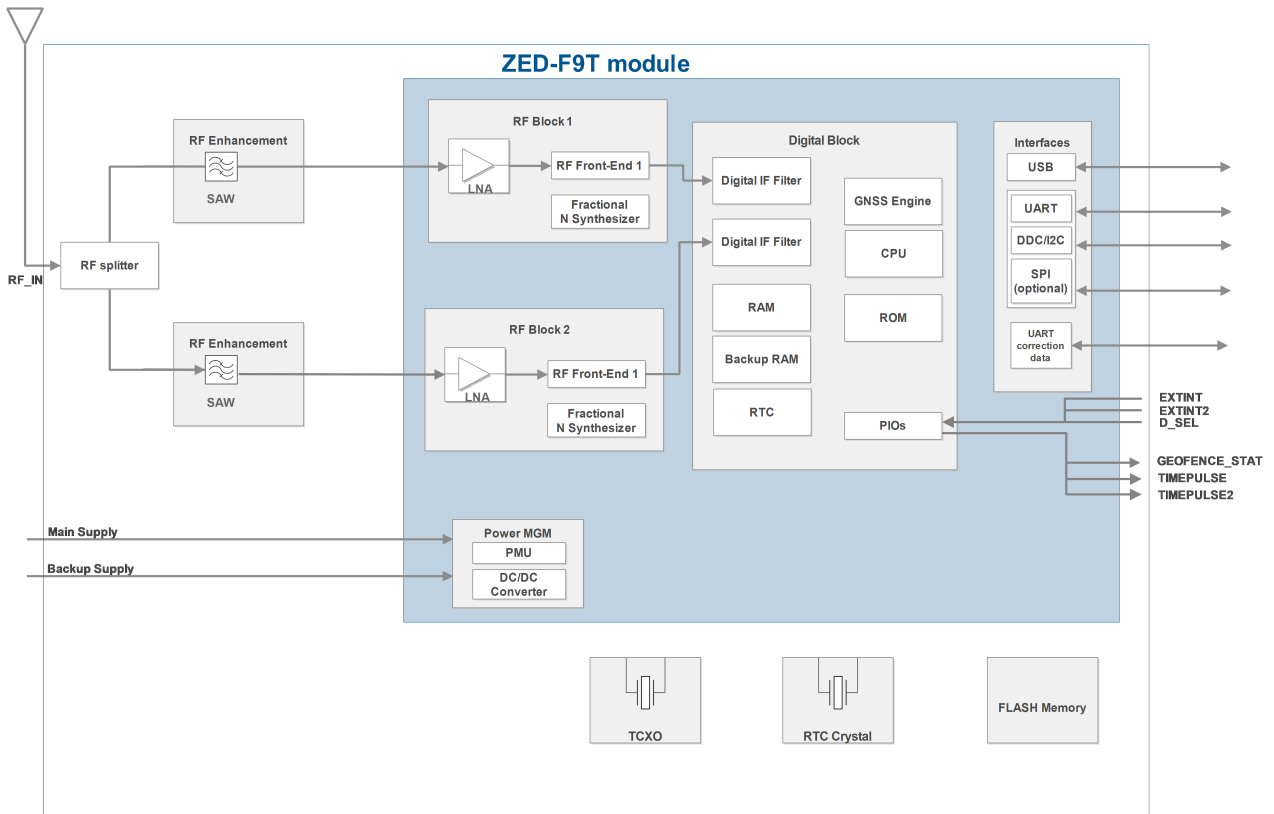 ZED-F9T module
RF_IN
RF splitter
RF Enhancement
SAW
RF Enhancement
SAW
RF Block 1
LNA
RF Front-End 1
Fractional
N Synthesizer
RF Block 2
LNA
RF Front-End 1
Fractional
N Synthesizer
Digital Block
Digital IF Filter
Digital IF Filter
RAM
Backup RAM
RTC
GNSS Engine
CPU
ROM
PIOs
Interfaces
USB
UART
DDC/I2C
SPI
(optional)
UART
correction
data
EXTINT
EXTINT2
D_SEL
GEOFENCE_STAT
TIMEPULSE
TIMEPULSE2
Main Supply
Backup Supply
Power MGM
PMU
DC/DC
Converter
TCXO
RTC Crystal
FLASH Memory